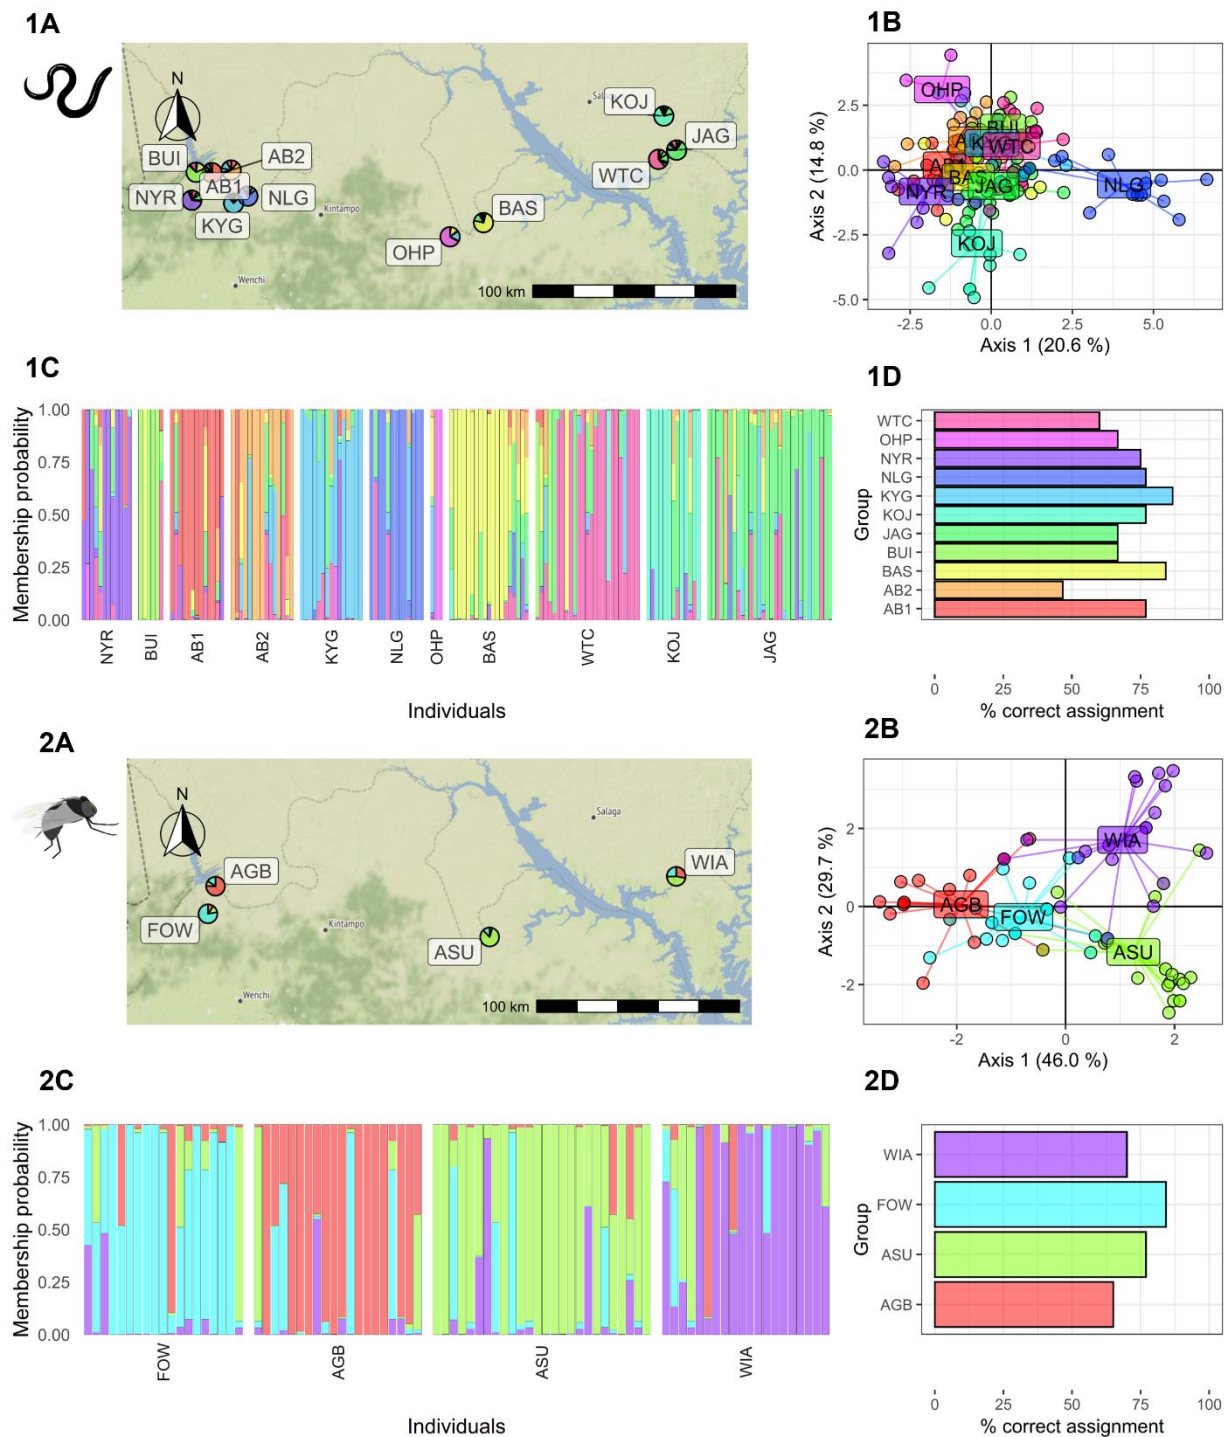 1A
N
Sal
KOJ
JAG
WTC
BUI
AB2
AB1
NYR
NLG
KYG
Kintampo
BAS
OHP
Wenchi
100 km
1B
Axis 2 (14.8 %)
2.5
0.0
-2.5
-5.0
OHP
BUI
WTC
NYR
JAG
NLG
KOJ
-2.5 0.0 2.5 5.0
Axis 1 (20.6 %)
1C
Membership probability
1.00
0.75
0.50
0.25
0.00
NYR BUI AB1 AB2 KYG NLG OHP BAS WTC KOJ JAG
Individuals
1D
Group
WTC
OHP
NYR
NLG
KYG
KOJ
JAG
BUI
BAS
AB2
AB1
0 25 50 75 100
% correct assignment
2A
N
Salaga
AGB
WIA
FOW
Kintampo
ASU
Wenchi
100 km
2B
Axis 2 (29.7 %)
2
0
-2
WIA
AGB
FOW
ASU
-2 0 2
Axis 1 (46.0 %)
2C
Membership probability
1.00
0.75
0.50
0.25
0.00
FOW AGB ASU WIA
Individuals
2D
Group
WIA
FOW
ASU
AGB
0 25 50 75 100
% correct assignment